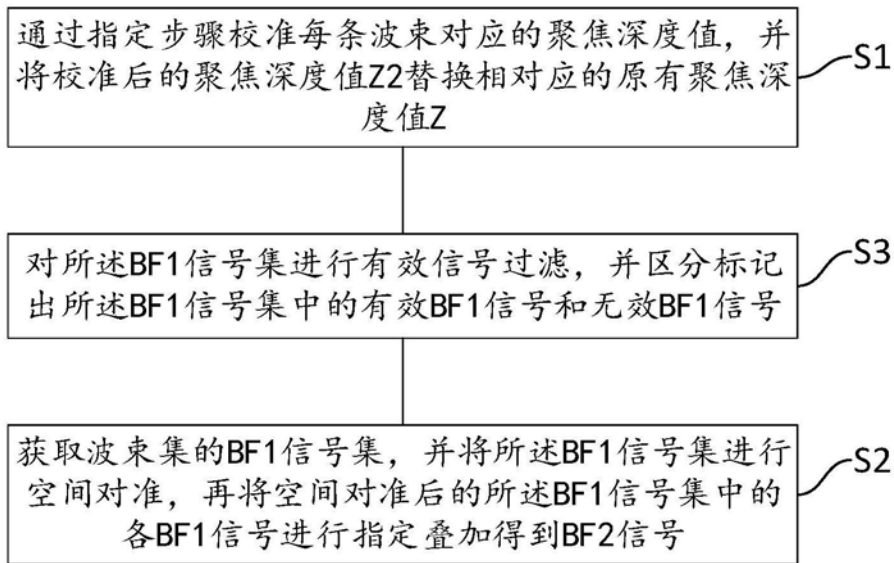 通过指定步骤校准每条波束对应的聚焦深度值，并
将校准后的聚焦深度值Z2替换相对应的原有聚焦深
度值Z
S1
对所述BF1信号集进行有效信号过滤，并区分标记
出所述BF1信号集中的有效BF1信号和无效BF1信号
S3
获取波束集的BF1信号集，并将所述BF1信号集进行
空间对准，再将空间对准后的所述BF1信号集中的
各BF1信号进行指定叠加得到BF2信号
S2